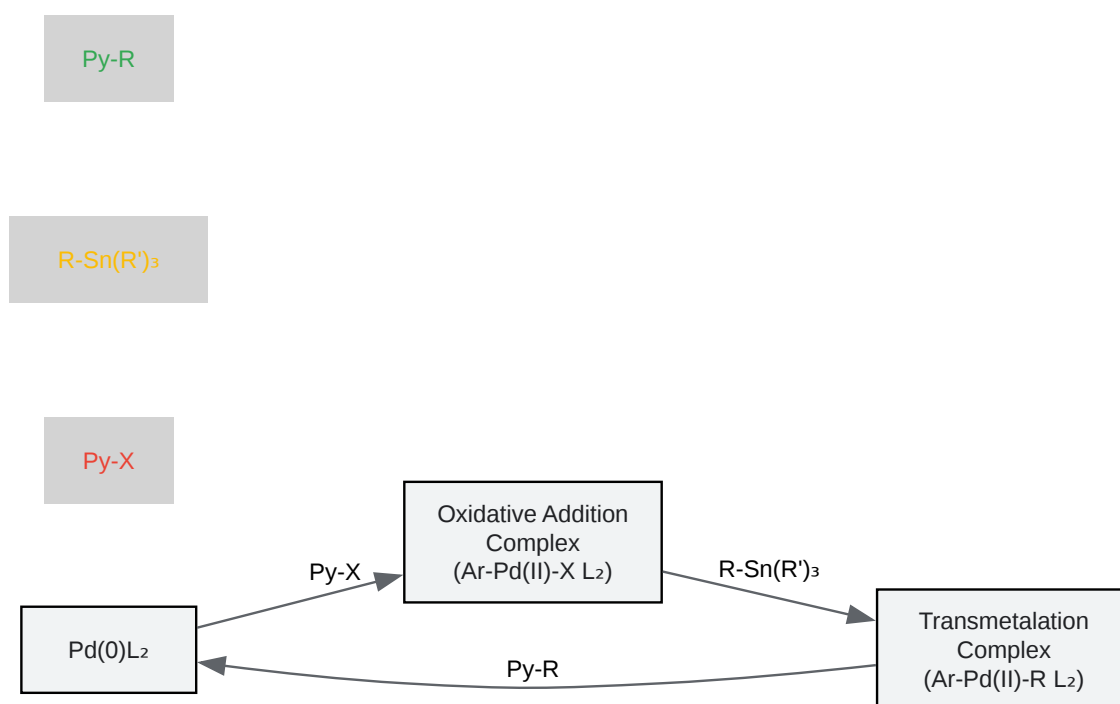 Py-R
R-Sn(R')₃
Py-X
Oxidative Addition
Complex
(Ar-Pd(II)-X L₂)
Py-X
R-Sn(R')₃
Pd(0)L₂
Py-R
Transmetalation
Complex
(Ar-Pd(II)-R L₂)